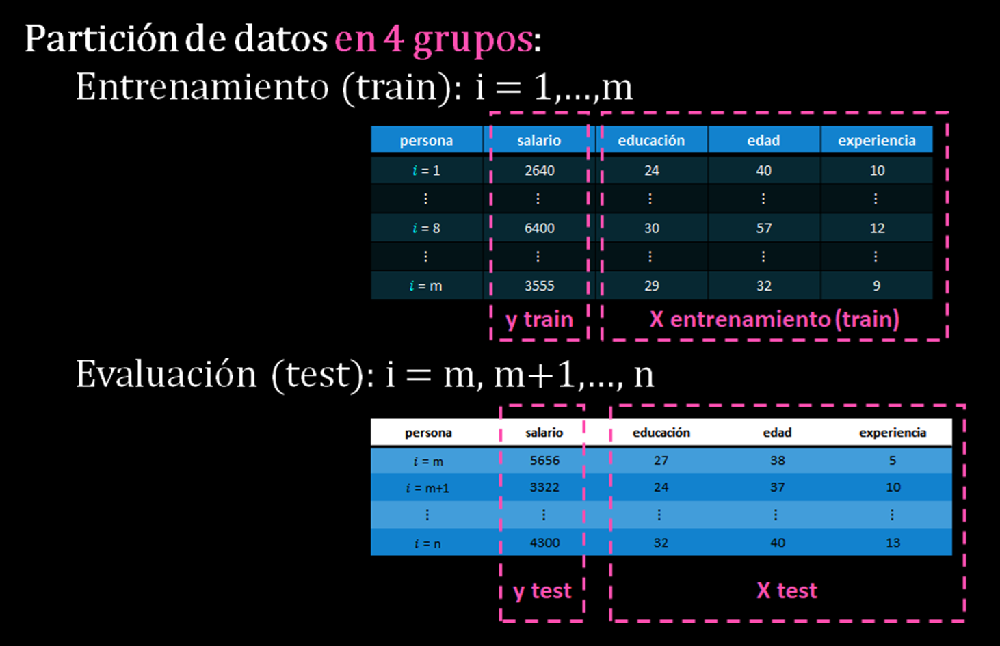 Partición de datos en 4 grupos:
Entrenamiento (train): i = 1,...,m
persona salario educación edad experiencia
i = 1 2640 24 40 10
⋮ ⋮ ⋮ ⋮ ⋮
i = 8 6400 30 57 12
⋮ ⋮ ⋮ ⋮ ⋮
i = m 3555 29 32 9
y train X entrenamiento (train)
Evaluación (test): i = m, m+1,..., n
persona salario educación edad experiencia
i = m 5656 27 38 5
i = m+1 3322 24 37 10
⋮ ⋮ ⋮ ⋮ ⋮
i = n 4300 32 40 13
y test X test